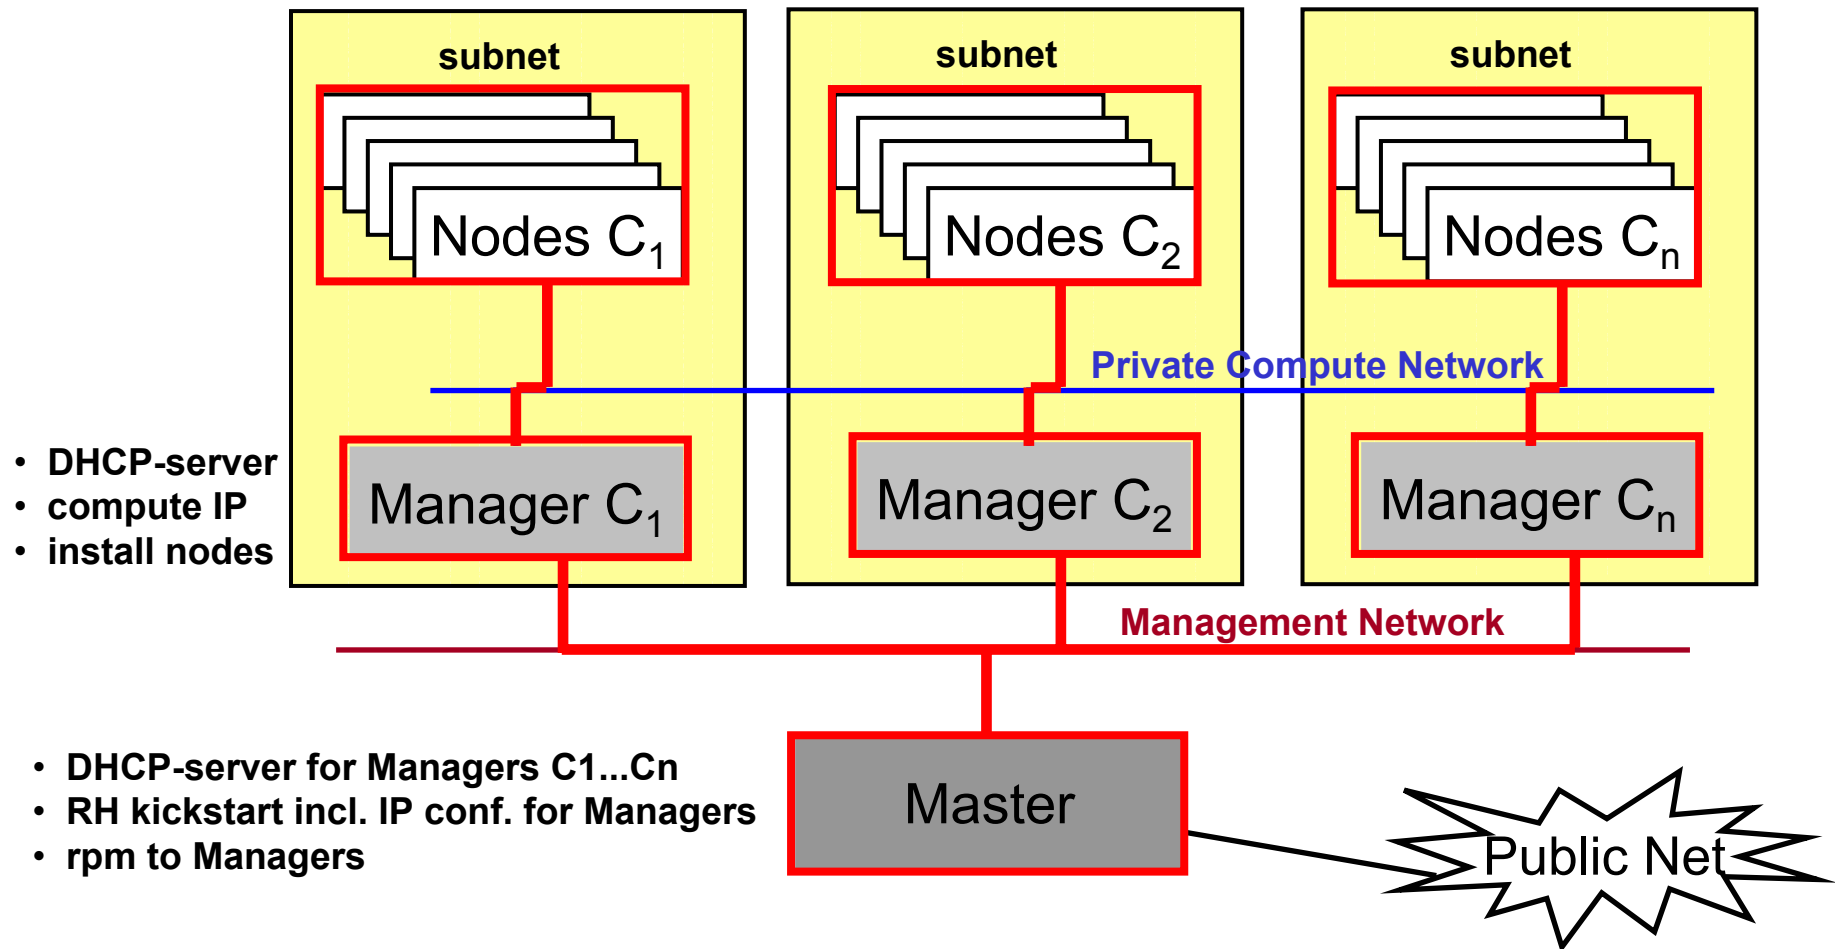 subnet
subnet
subnet
Nodes C1
Nodes C2
Nodes Cn
Private Compute Network
• DHCP-server
• compute IP
• install nodes
Manager C1
Manager C2
Manager Cn
Management Network
• DHCP-server for Managers C1...Cn
• RH kickstart incl. IP conf. for Managers
• rpm to Managers
Master
Public Net